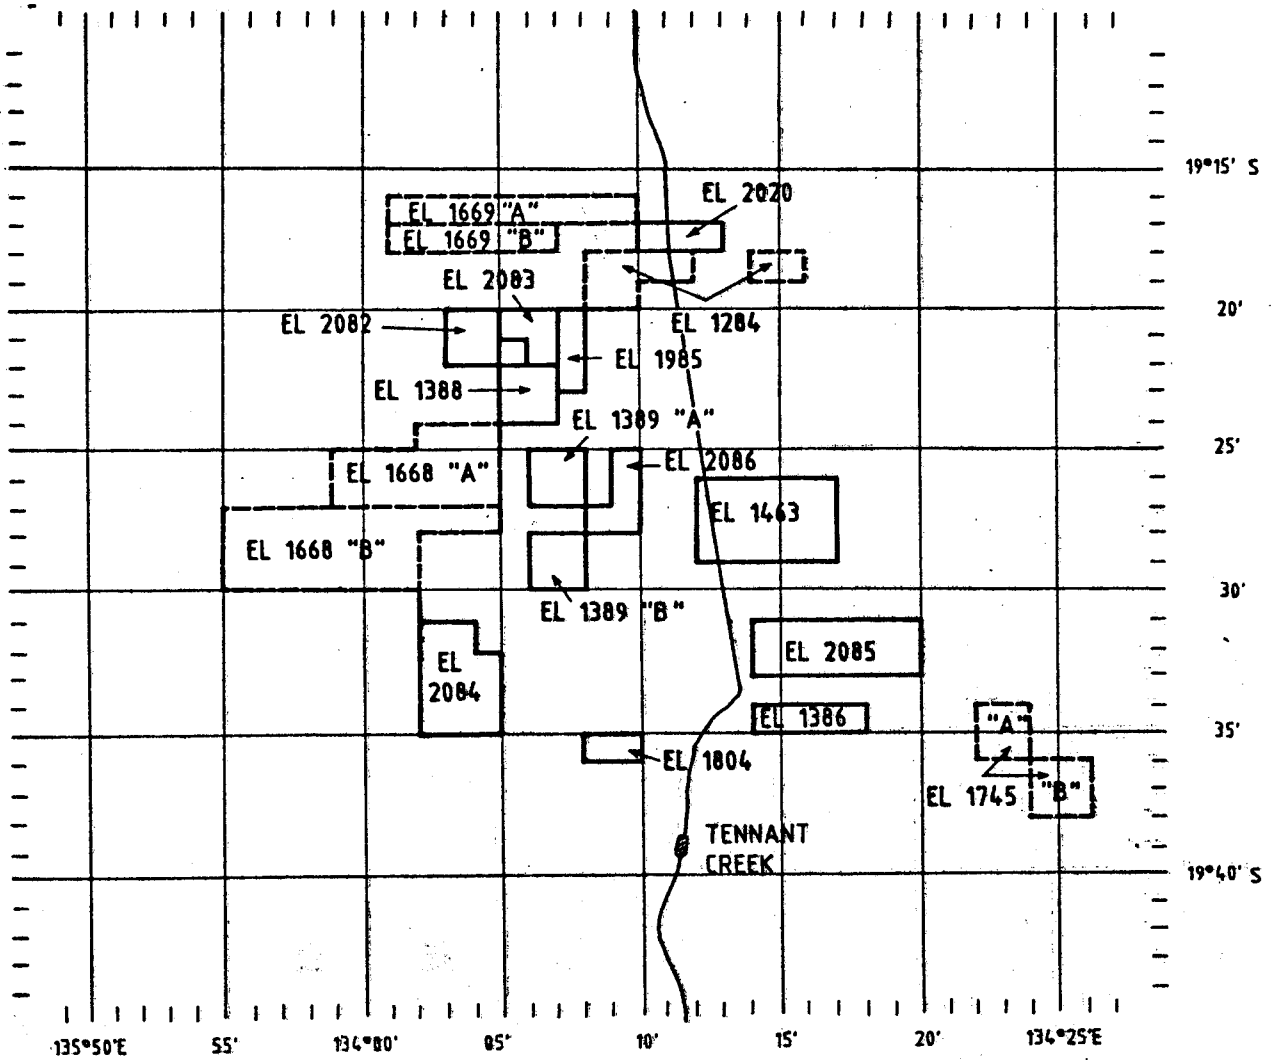 19°15' S
EL 2020
EL 1669 "A"
EL 1669 "B"
EL 2083
20'
EL 2082
EL 1284
EL 1985
EL 1388
EL 1389 "A"
25'
EL 1668 "A"
EL 2086
EL 1463
EL 1668 "B"
30'
EL 1389 "B"
EL 2085
EL
2084
EL 1386
"A"
35'
EL 1804
EL 1745
"B"
TENNANT
CREEK
19°40' S
135°50'E
55'
134°80'
05'
10'
15'
20'
134°25'E